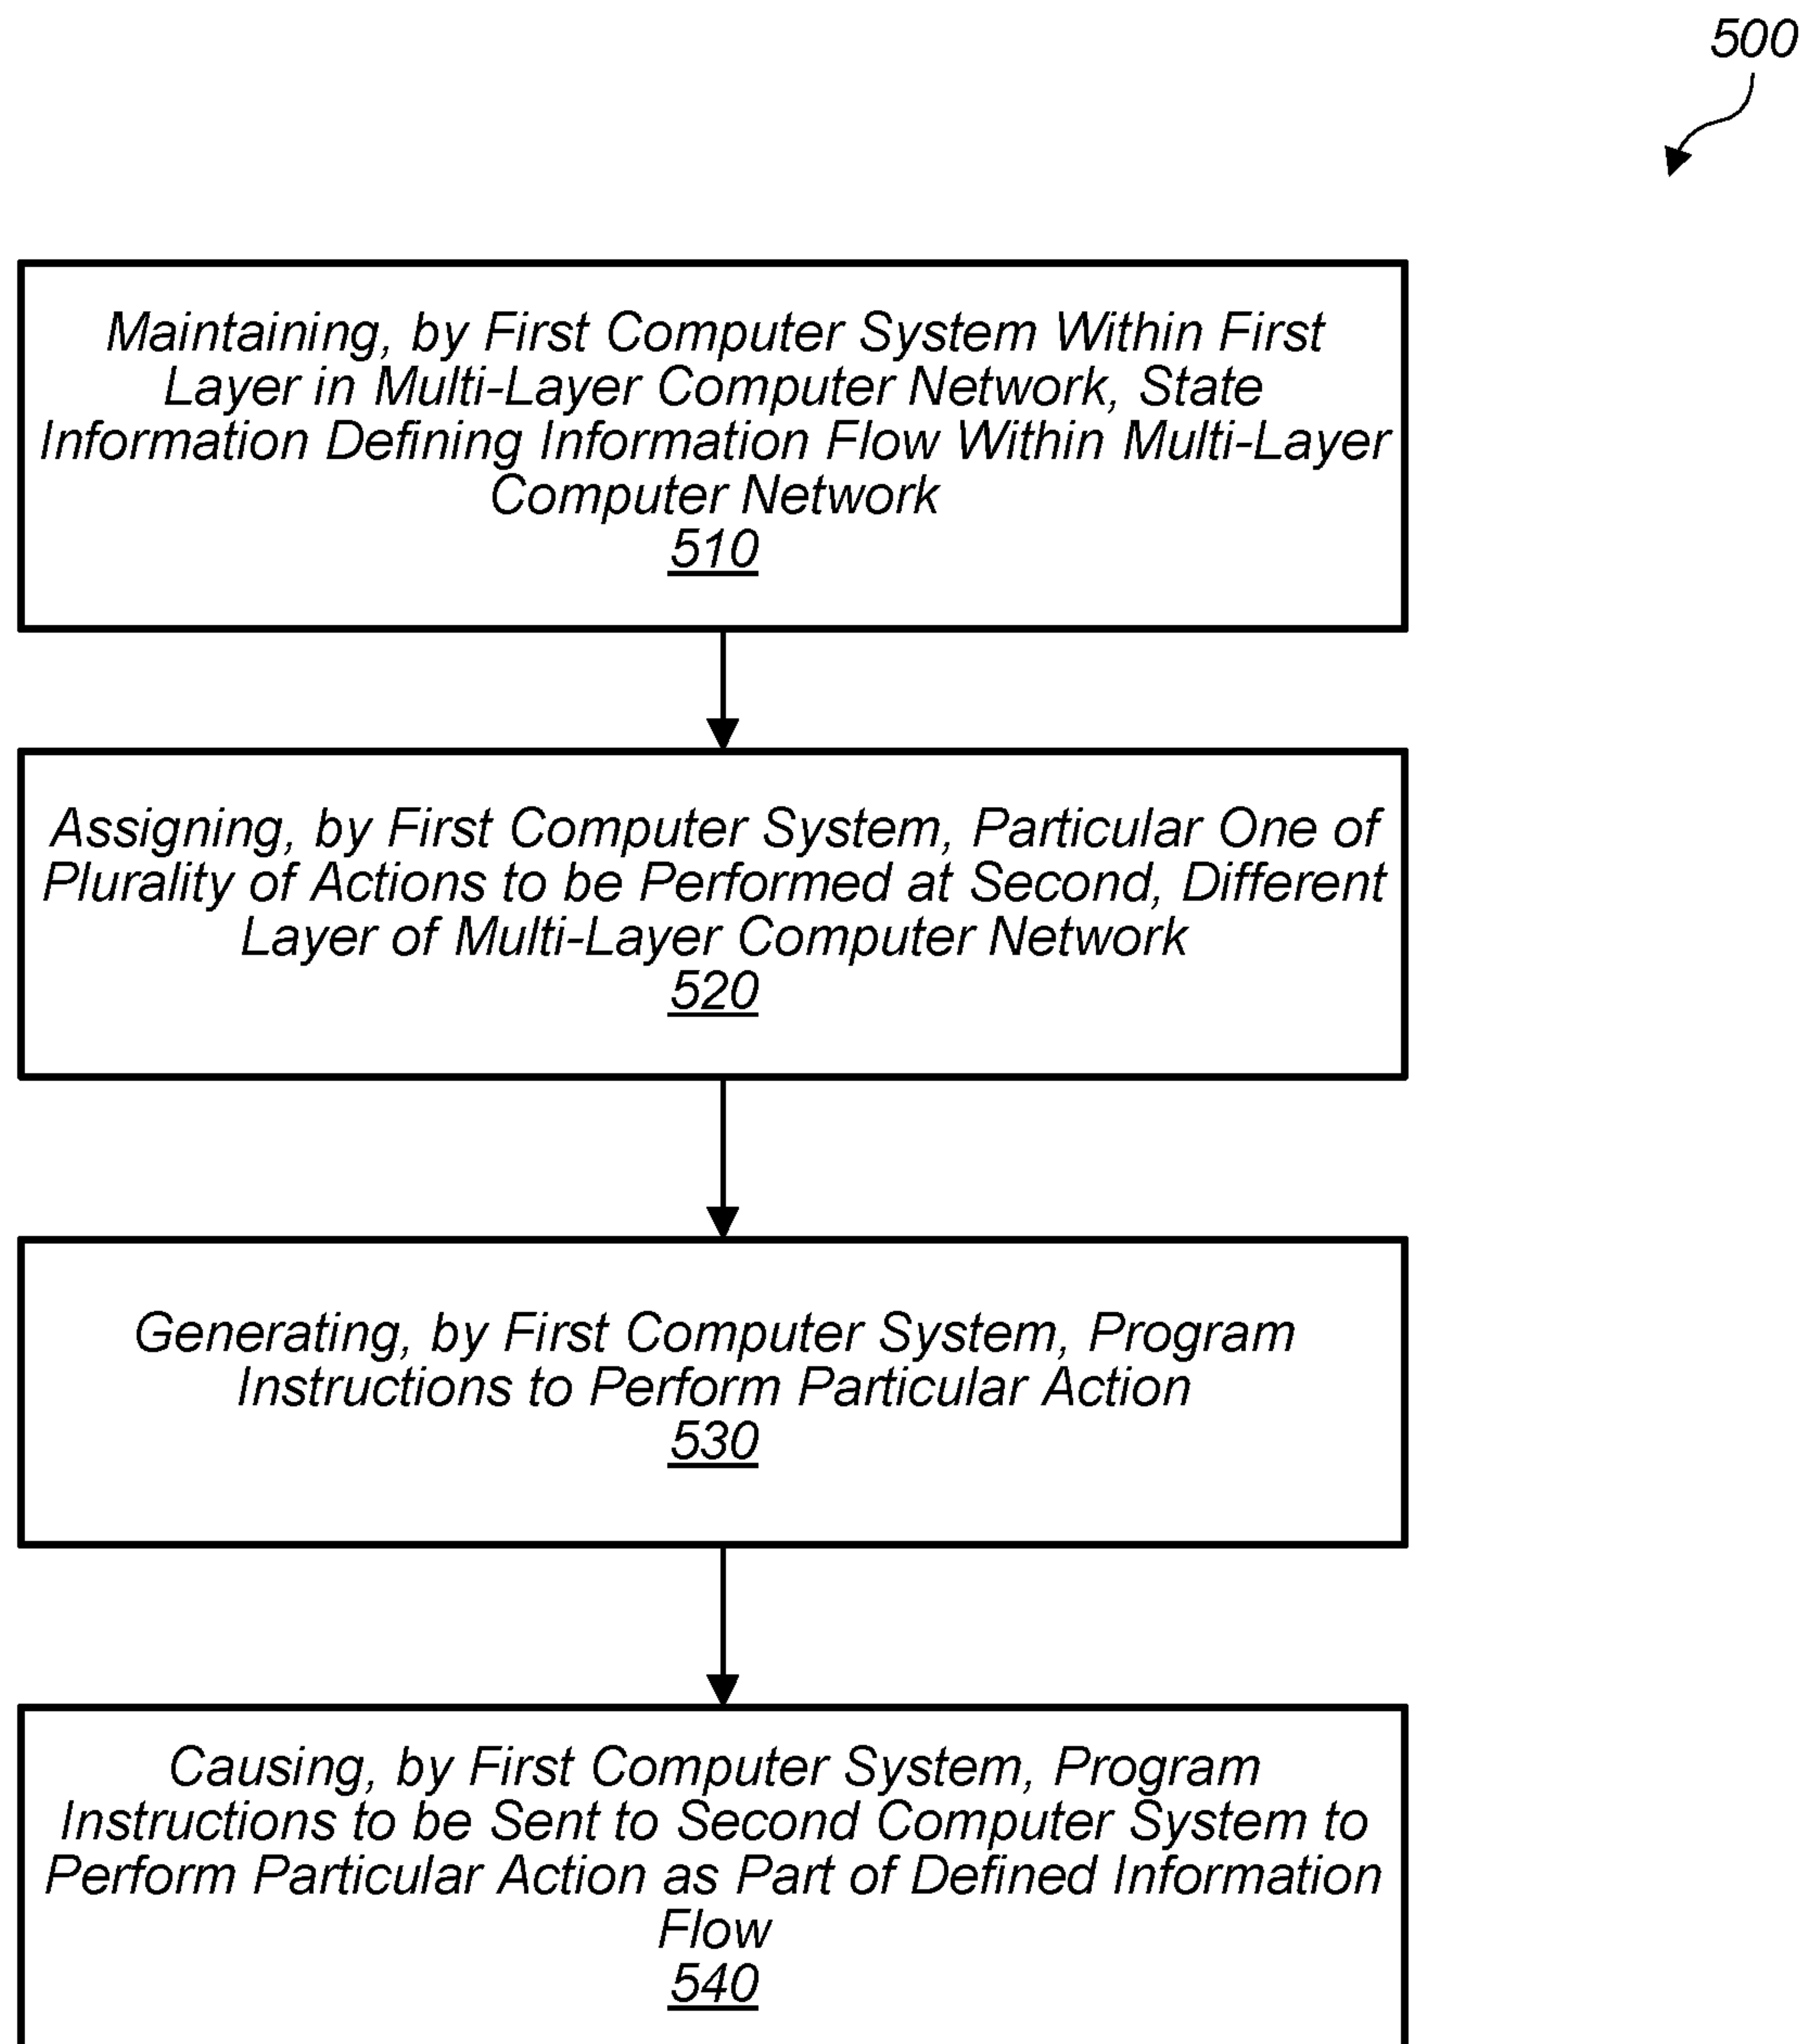 500
Maintaining, by First Computer System Within First
Layer in Multi-Layer Computer Network, State
Information Defining Information Flow Within Multi-Layer
Computer Network
510
Assigning, by First Computer System, Particular One of
Plurality of Actions to be Performed at Second, Different
Layer of Multi-Layer Computer Network
520
Generating, by First Computer System, Program
Instructions to Perform Particular Action
530
Causing, by First Computer System, Program
Instructions to be Sent to Second Computer System to
Perform Particular Action as Part of Defined Information
Flow
540